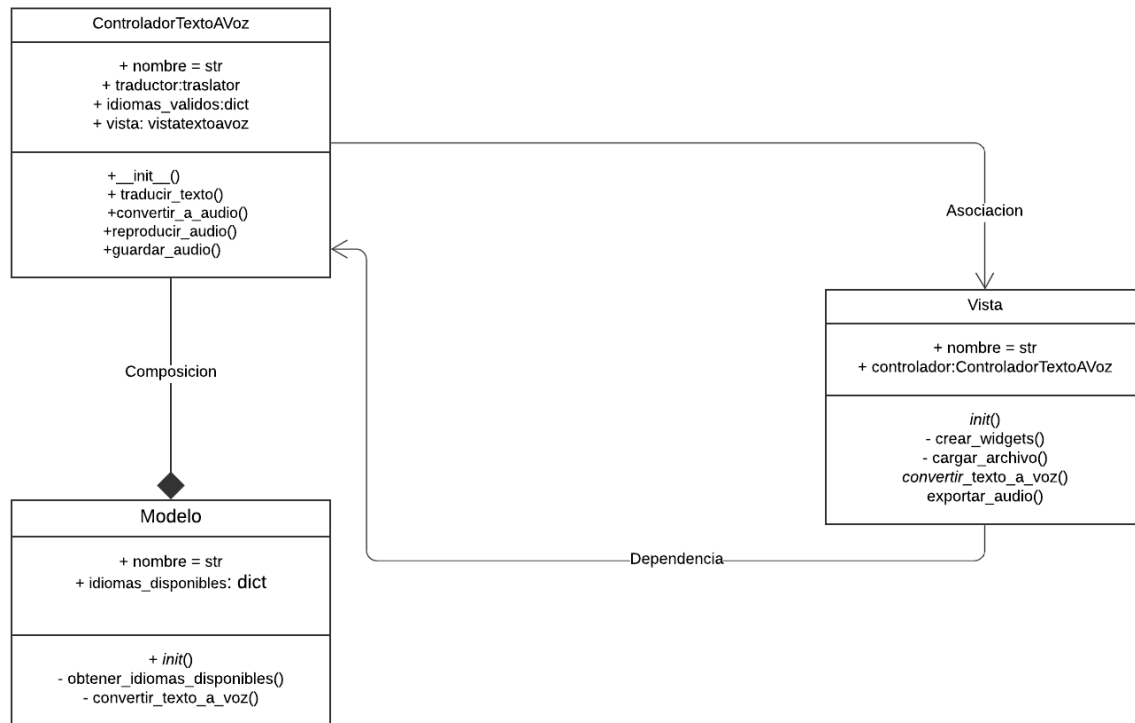 ControladorTextoAVoz
+ nombre = str
+ traductor:traslator
+ idiomas_validos:dict
+ vista: vistatextoavoz
+__init__()
+ traducir_texto()
+convertir_a_audio()
+reproducir_audio()
+guardar_audio()
Asociacion
Vista
+ nombre = str
+ controlador:ControladorTextoAVoz
init()
- crear_widgets()
- cargar_archivo()
convertir_texto_a_voz()
exportar_audio()
Composicion
Dependencia
Modelo
+ nombre = str
+ idiomas_disponibles: dict
+ init()
- obtener_idiomas_disponibles()
- convertir_texto_a_voz()